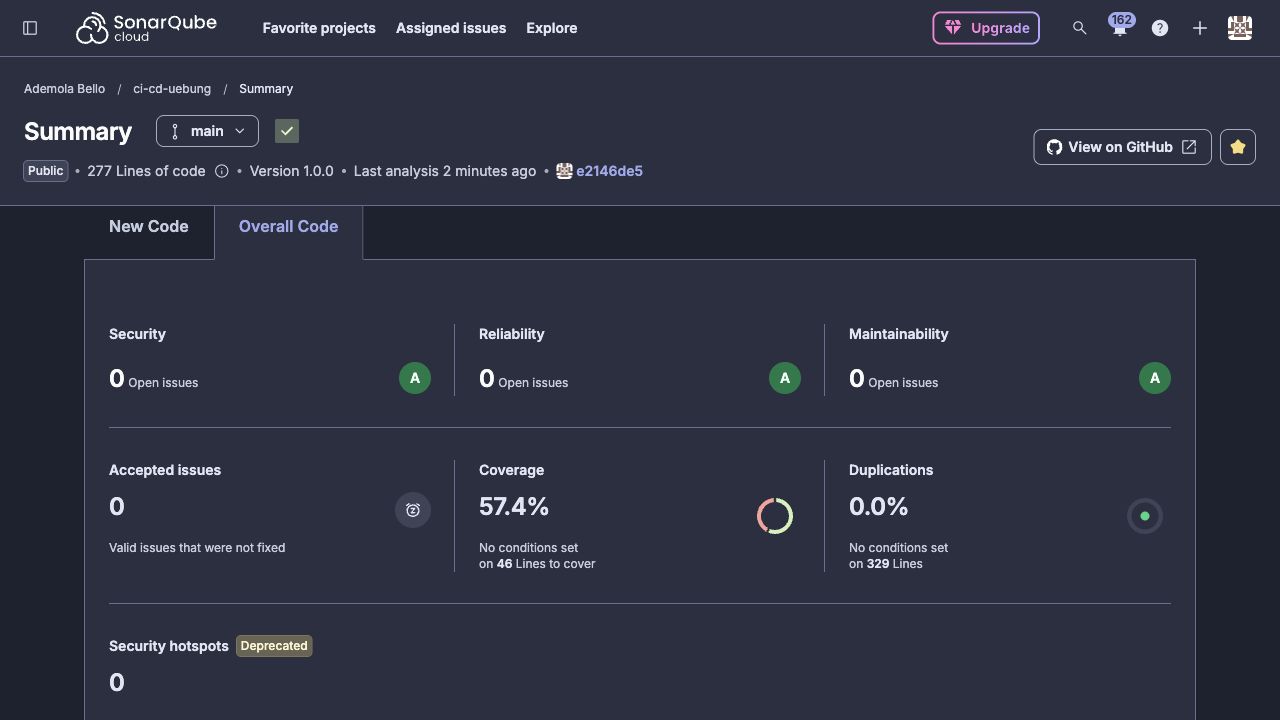 SonarQube cloud
Favorite projects Assigned issues Explore
Upgrade
162
Ademola Bello / ci-cd-uebung / Summary
Summary main
View on GitHub
Public • 277 Lines of code • Version 1.0.0 • Last analysis 2 minutes ago • e2146de5
New Code Overall Code
Security Reliability Maintainability
0 Open issues A 0 Open issues A 0 Open issues A
Accepted issues Coverage Duplications
0 57.4% 0.0%
Valid issues that were not fixed
No conditions set
on 46 Lines to cover
No conditions set
on 329 Lines
Security hotspots Deprecated
0